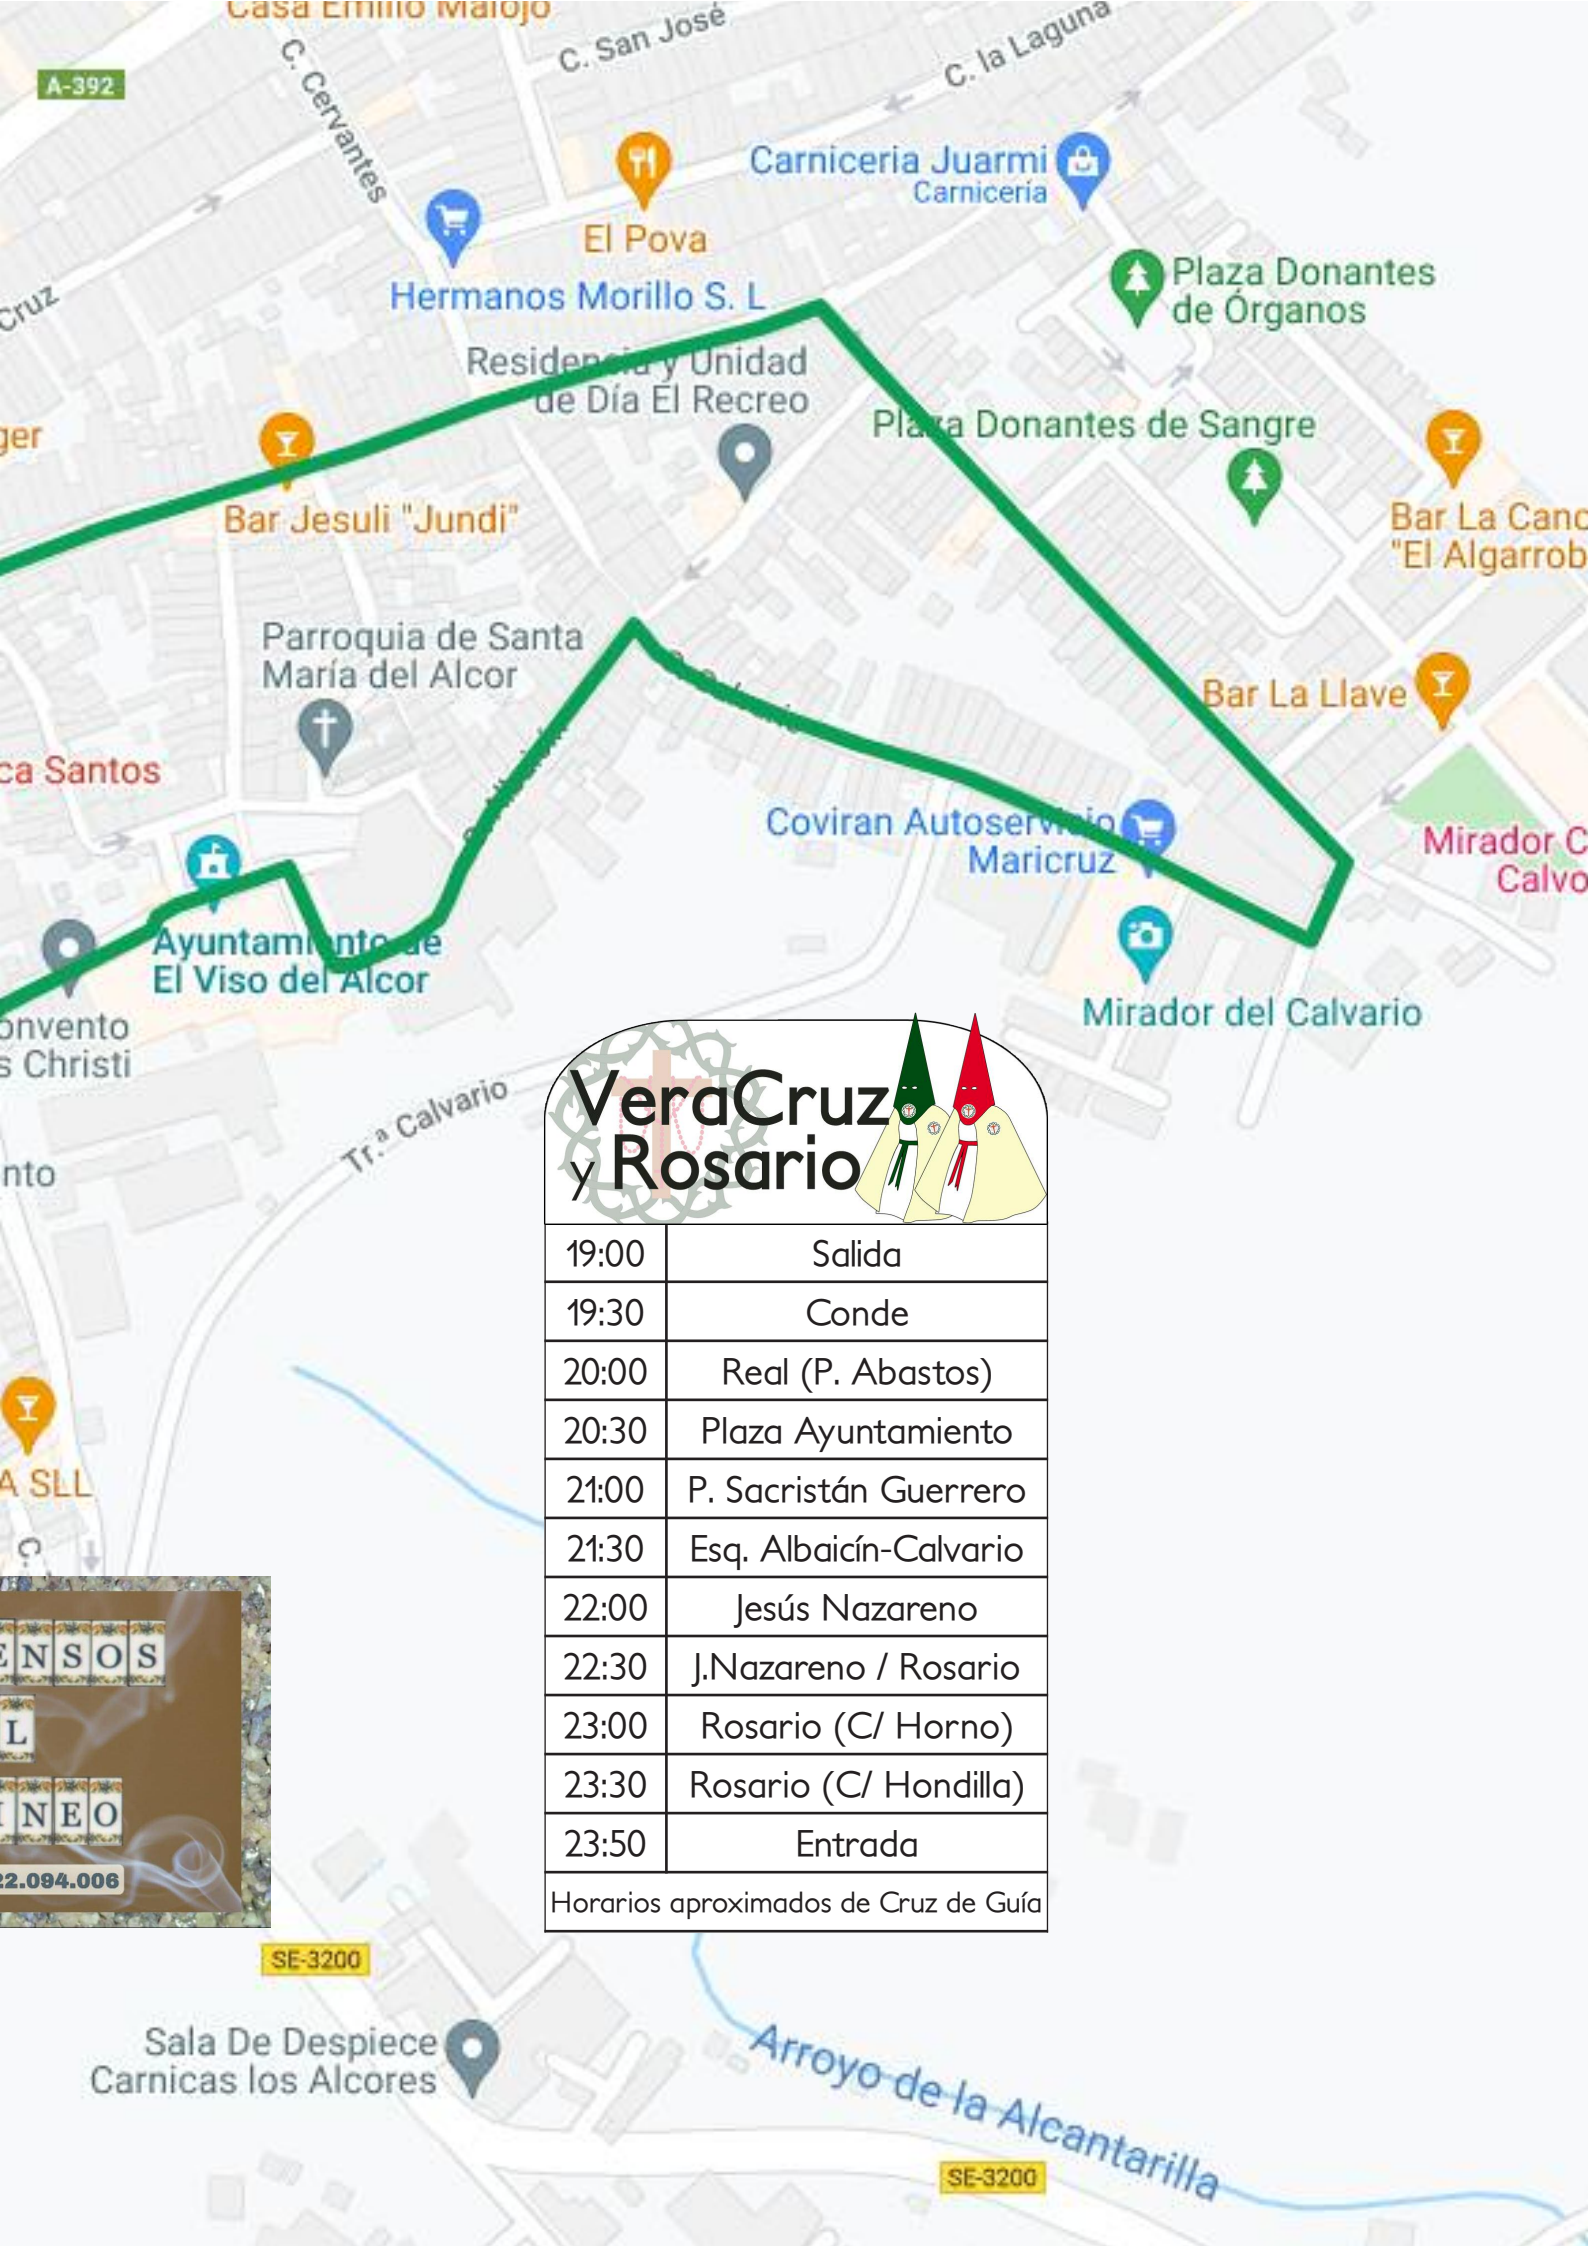 Casa Emilio Malojo
C. San José
C. la Laguna
A-392
C. Cervantes
Carniceria Juarmi
Carnicería
El Pova
Hermanos Morillo S. L
Plaza Donantes
de Órganos
Cruz
Residencia y Unidad
de Día El Recreo
Plaza Donantes de Sangre
ger
Bar Jesuli "Jundi"
Bar La Canc
"El Algarrob
Parroquia de Santa
María del Alcor
C. Calvario
Bar La Llave
ca Santos
C. Albaicín
Coviran Autoservicio
Maricruz
Mirador C
Calvo
Ayuntamiento de
El Viso del Alcor
Mirador del Calvario
onvento
s Christi
Tr.ª Calvario
nto
VeraCruz
y Rosario
19:00 Salida
19:30 Conde
20:00 Real (P. Abastos)
20:30 Plaza Ayuntamiento
21:00 P. Sacristán Guerrero
21:30 Esq. Albaicín-Calvario
22:00 Jesús Nazareno
22:30 J.Nazareno / Rosario
23:00 Rosario (C/ Horno)
23:30 Rosario (C/ Hondilla)
23:50 Entrada
Horarios aproximados de Cruz de Guía
A SLL
C.
ENSOS
L
INEO
22.094.006
SE-3200
Sala De Despiece
Carnicas los Alcores
Arroyo de la Alcantarilla
SE-3200